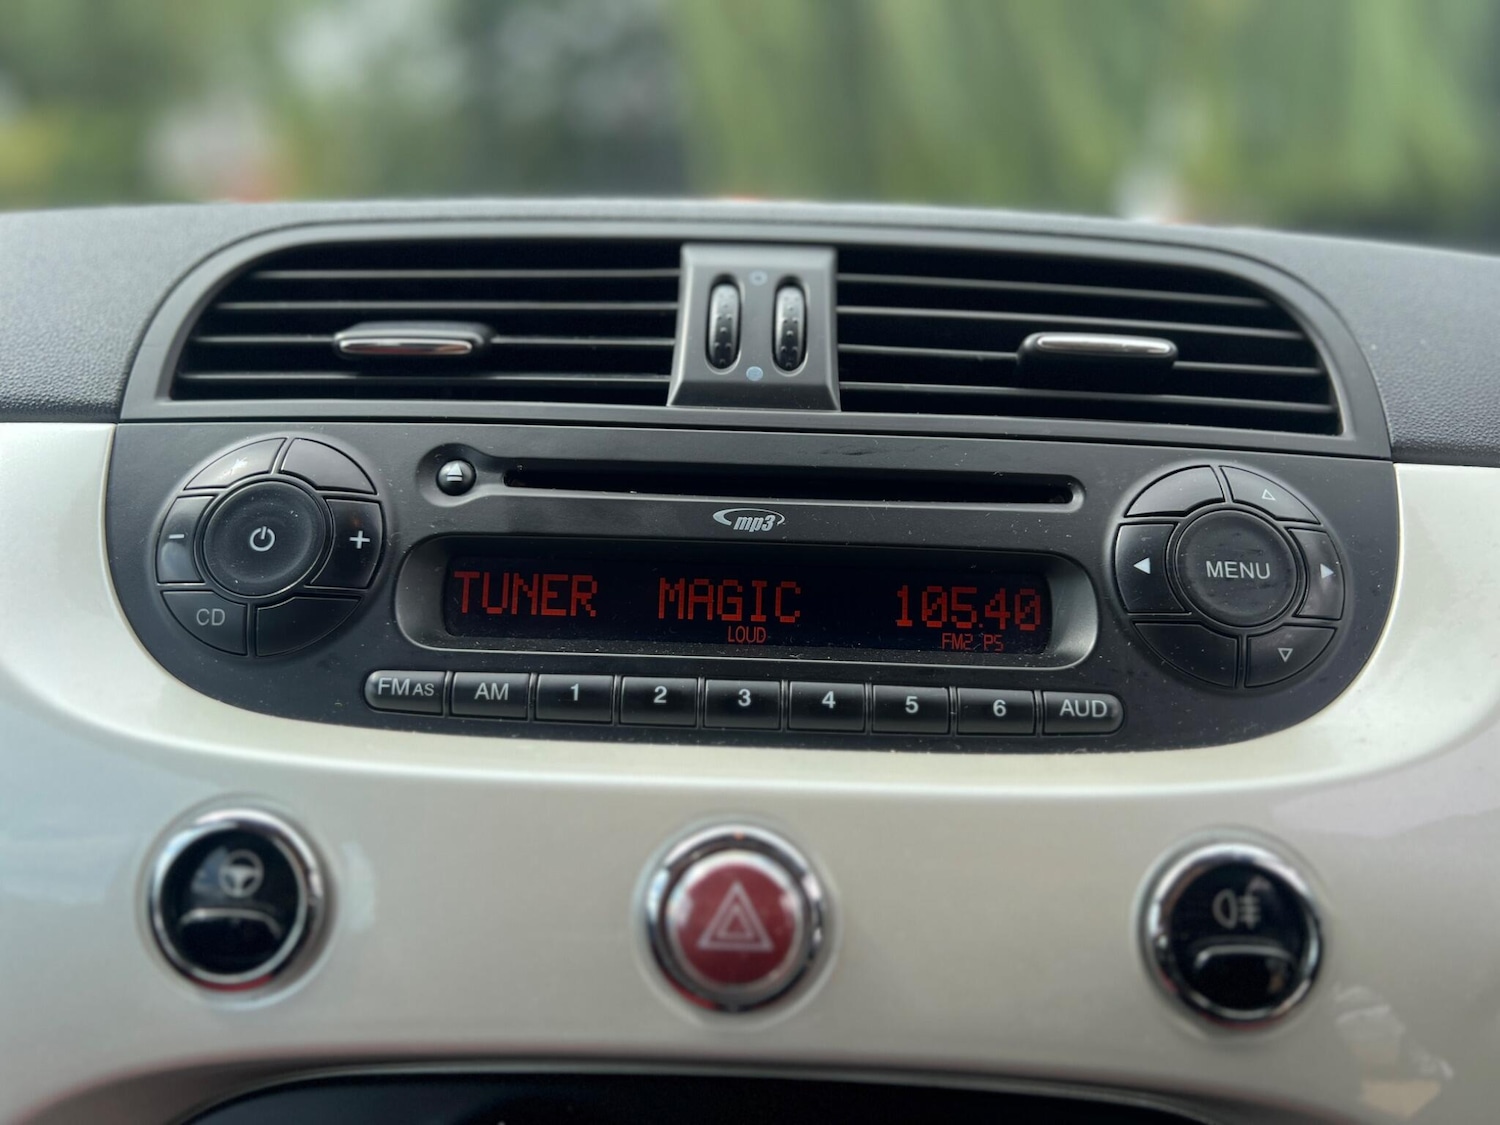 mp3
- +
TUNER MAGIC 105.40
LOUD FM2 P5
CD
MENU
FM AS AM 1 2 3 4 5 6 AUD